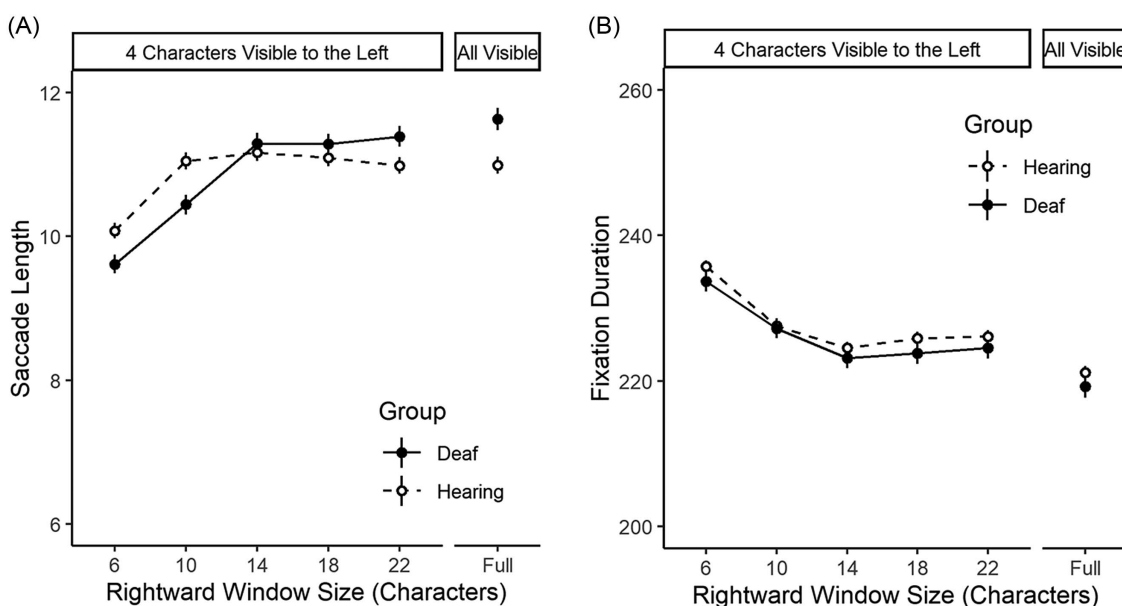 (A)
4 Characters Visible to the Left
All Visible
12
10
8
6
Saccade Length
Group
Deaf
Hearing
6 10 14 18 22 Full
Rightward Window Size (Characters)
(B)
4 Characters Visible to the Left
All Visible
260
240
220
200
Fixation Duration
Group
Hearing
Deaf
6 10 14 18 22 Full
Rightward Window Size (Characters)